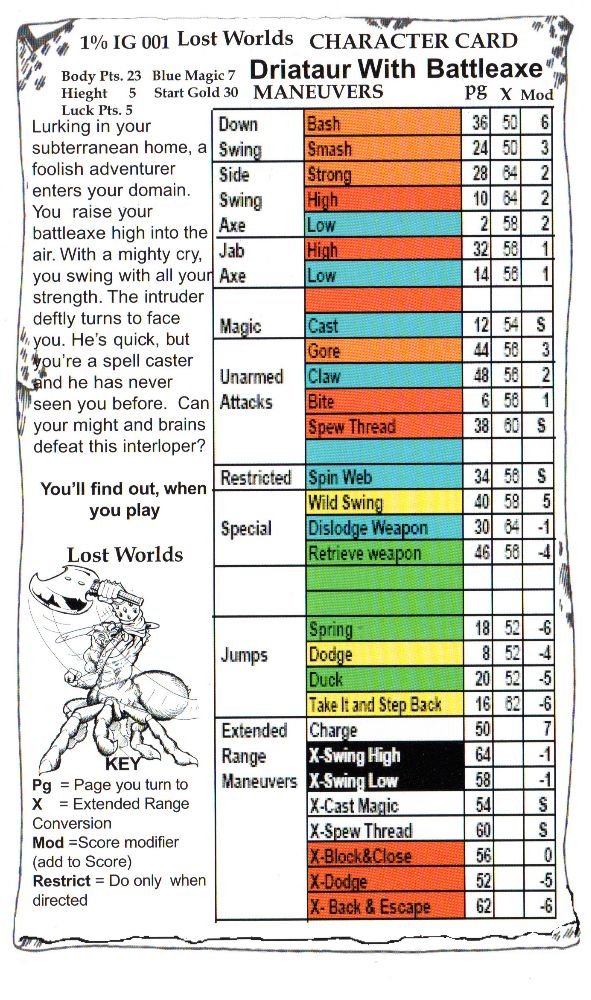 1% IG 001 Lost Worlds CHARACTER CARD
Body Pts. 23 Blue Magic 7 Driataur With Battleaxe
Hieght 5 Start Gold 30 MANEUVERS pg X Mod
Luck Pts. 5
Lurking in your
subterranean home, a
foolish adventurer
enters your domain.
You raise your
battleaxe high into the
air. With a mighty cry,
you swing with all your
strength. The intruder
deftly turns to face
you. He's quick, but
you're a spell caster
and he has never
seen you before. Can
your might and brains
defeat this interloper?
You'll find out, when
you play
Lost Worlds
KEY
Pg = Page you turn to
X = Extended Range
Conversion
Mod =Score modifier
(add to Score)
Restrict = Do only when
directed
Down Bash 36 50 6
Swing Smash 24 50 3
Side Strong 28 64 2
Swing High 10 64 2
Axe Low 2 58 2
Jab High 32 56 1
Axe Low 14 56 1
Magic Cast 12 54 S
Gore 44 56 3
Unarmed Claw 48 56 2
Attacks Bite 6 56 1
Spew Thread 38 60 S
Restricted Spin Web 34 56 S
Wild Swing 40 58 5
Special Dislodge Weapon 30 64 -1
Retrieve weapon 46 56 -4
Spring 18 52 -6
Jumps Dodge 8 52 -4
Duck 20 52 -5
Take It and Step Back 16 62 -6
Extended Charge 50 7
Range X-Swing High 64 -1
Maneuvers X-Swing Low 58 -1
X-Cast Magic 54 S
X-Spew Thread 60 S
X-Block&Close 56 0
X-Dodge 52 -5
X- Back & Escape 62 -6